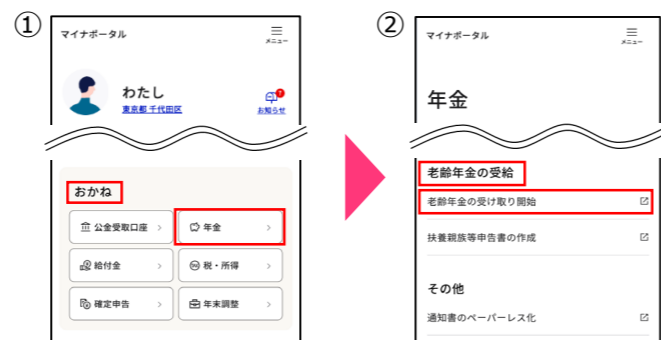 ①
マイナポータル
メニュー
わたし
東京都 千代田区
7
お知らせ
おかね
公金受取口座
年金
給付金
税・所得
確定申告
年末調整
②
マイナポータル
メニュー
年金
老齢年金の受給
老齢年金の受け取り開始
扶養親族等申告書の作成
その他
通知書のペーパーレス化